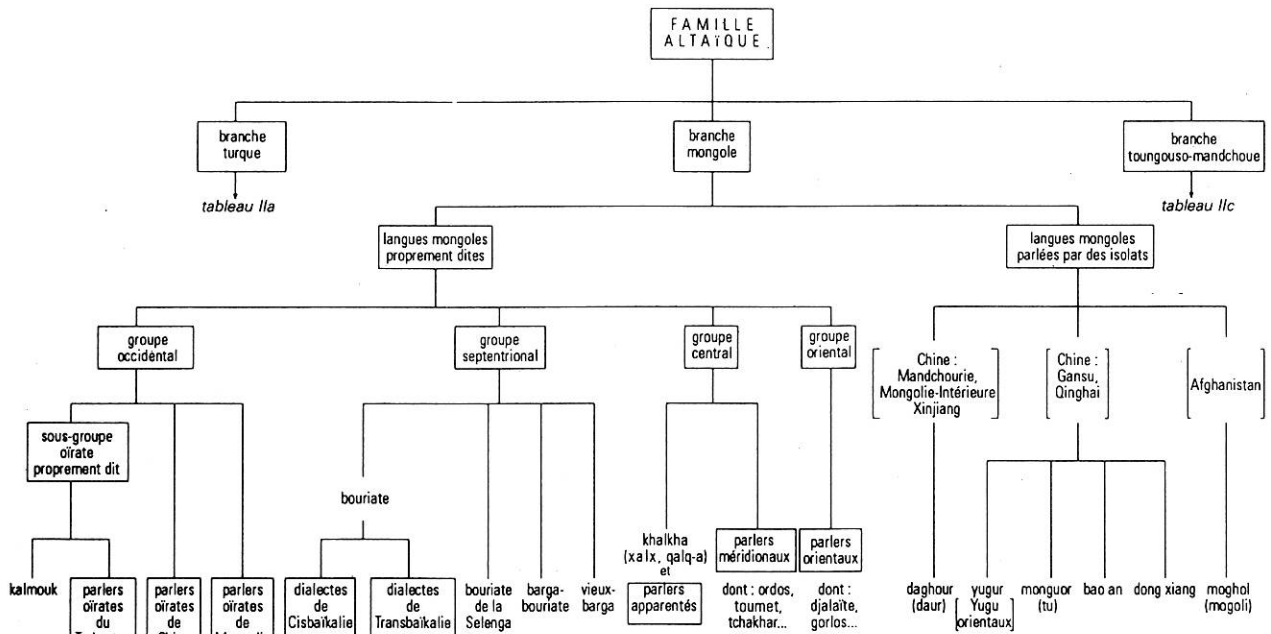 FAMILLE
ALTAïQUE
branche
turque
branche
mongole
branche
toungouso-mandchoue
tableau IIa
tableau IIc
langues mongoles
proprement dites
langues mongoles
parlées par des isolats
groupe
occidental
groupe
septentrional
groupe
central
groupe
oriental
Chine :
Mandchourie,
Mongolie-Intérieure
Xinjiang
Chine :
Gansu,
Qinghai
Afghanistan
sous-groupe
oïrate
proprement dit
bouriate
kalmouk
parlers
oïrates
du
parlers
oïrates
de
parlers
oïrates
de
dialectes
de
Cisbaïkalie
dialectes
de
Transbaïkalie
bouriate
de la
Selenga
barga-
bouriate
vieux-
barga
khalkha
(xalx, qalq-a)
et
parlers
apparentés
parlers
méridionaux
dont : ordos,
toumet,
tchakhar...
parlers
orientaux
dont :
djalaïte,
gorlos...
daghour
(daur)
yugur
[Yugu
orientaux]
monguor
(tu)
bao an
dong xiang
moghol
(mogoli)